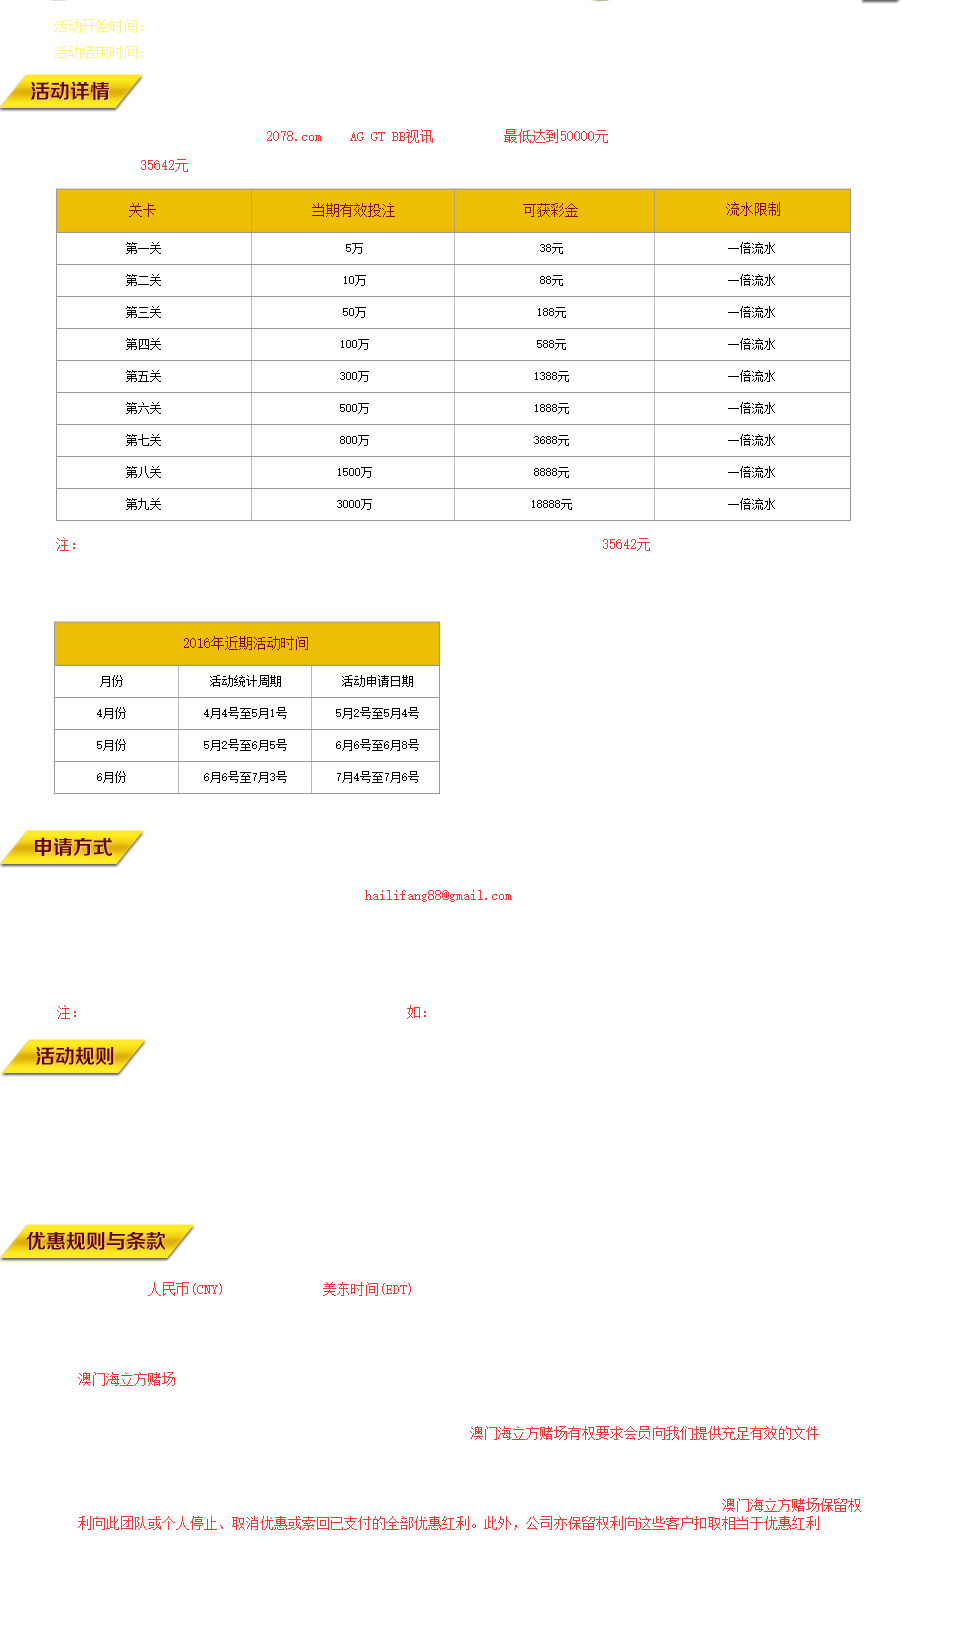 活动开始时间：
活动结束时间：
活动详情
2078.com AG GT BB视讯 最低达到50000元
35642元
关卡 当期有效投注 可获彩金 流水限制
第一关 5万 38元 一倍流水
第二关 10万 88元 一倍流水
第三关 50万 188元 一倍流水
第四关 100万 588元 一倍流水
第五关 300万 1388元 一倍流水
第六关 500万 1888元 一倍流水
第七关 800万 3688元 一倍流水
第八关 1500万 8888元 一倍流水
第九关 3000万 18888元 一倍流水
注： 35642元
2016年近期活动时间
月份 活动统计周期 活动申请日期
4月份 4月4号至5月1号 5月2号至5月4号
5月份 5月2号至6月5号 6月6号至6月8号
6月份 6月6号至7月3号 7月4号至7月6号
申请方式
hailifang88@gmail.com
注： 如：
活动规则
优惠规则与条款
人民币(CNY) 美东时间(EDT)
澳门海立方赌场
澳门海立方赌场有权要求会员向我们提供充足有效的文件
澳门海立方赌场保留权
利向此团队或个人停止、取消优惠或索回已支付的全部优惠红利。此外，公司亦保留权利向这些客户扣取相当于优惠红利